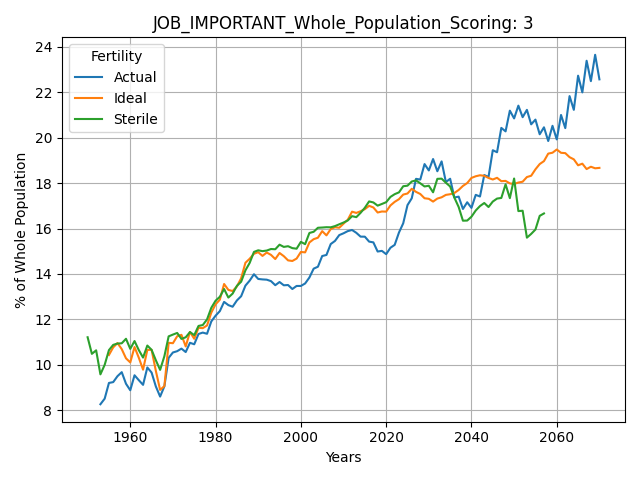 JOB_IMPORTANT_Whole_Population_Scoring: 3
Fertility
Actual
Ideal
Sterile
% of Whole Population
24
22
20
18
16
14
12
10
8
1960 1980 2000 2020 2040 2060
Years